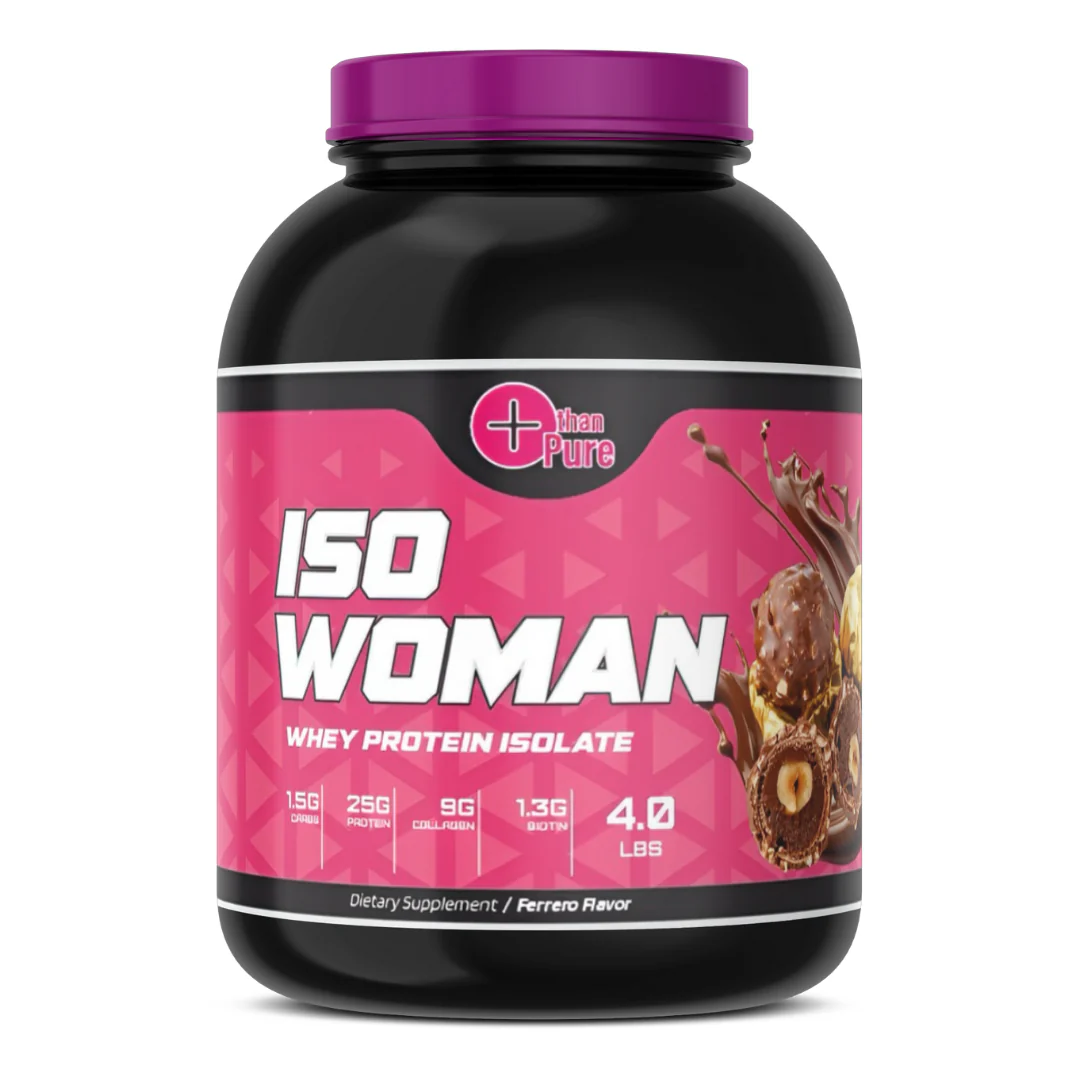 + than
Pure
ISO
WOMAN
WHEY PROTEIN ISOLATE
1.5G 25G 9G 1.3G 4.0
CARBS PROTEIN COLLAGEN BIOTIN LBS
Dietary Supplement / Ferrero Flavor